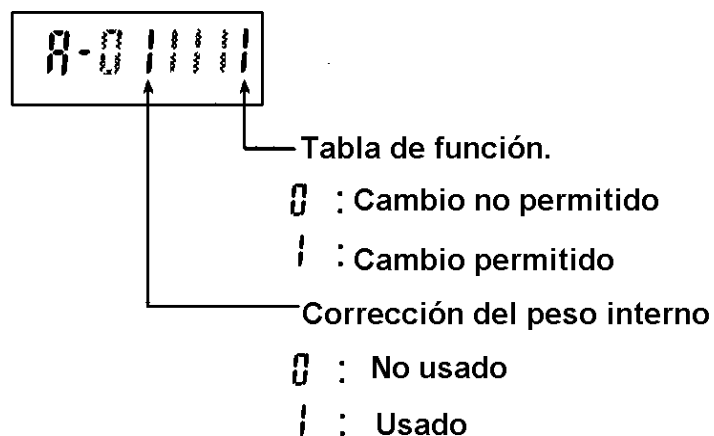 A-011111
Tabla de función.
0 : Cambio no permitido
1 : Cambio permitido
Corrección del peso interno
0 : No usado
1 : Usado